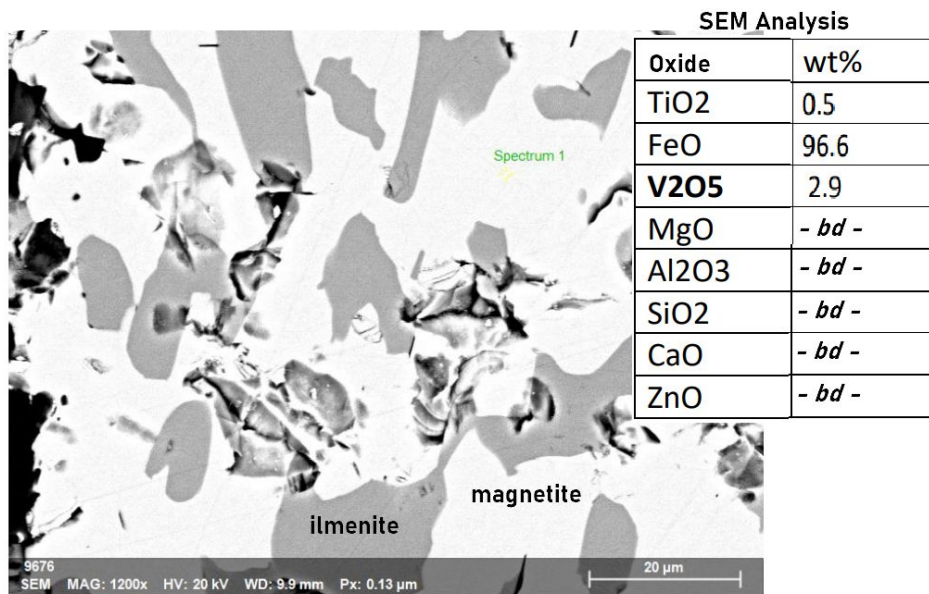 SEM Analysis
Oxide wt%
TiO2 0.5
FeO 96.6
V2O5 2.9
MgO - bd -
Al2O3 - bd -
SiO2 - bd -
CaO - bd -
ZnO - bd -
Spectrum 1
magnetite
ilmenite
9676
SEM MAG: 1200x HV: 20 kV WD: 9.9 mm Px: 0.13 µm
20 µm